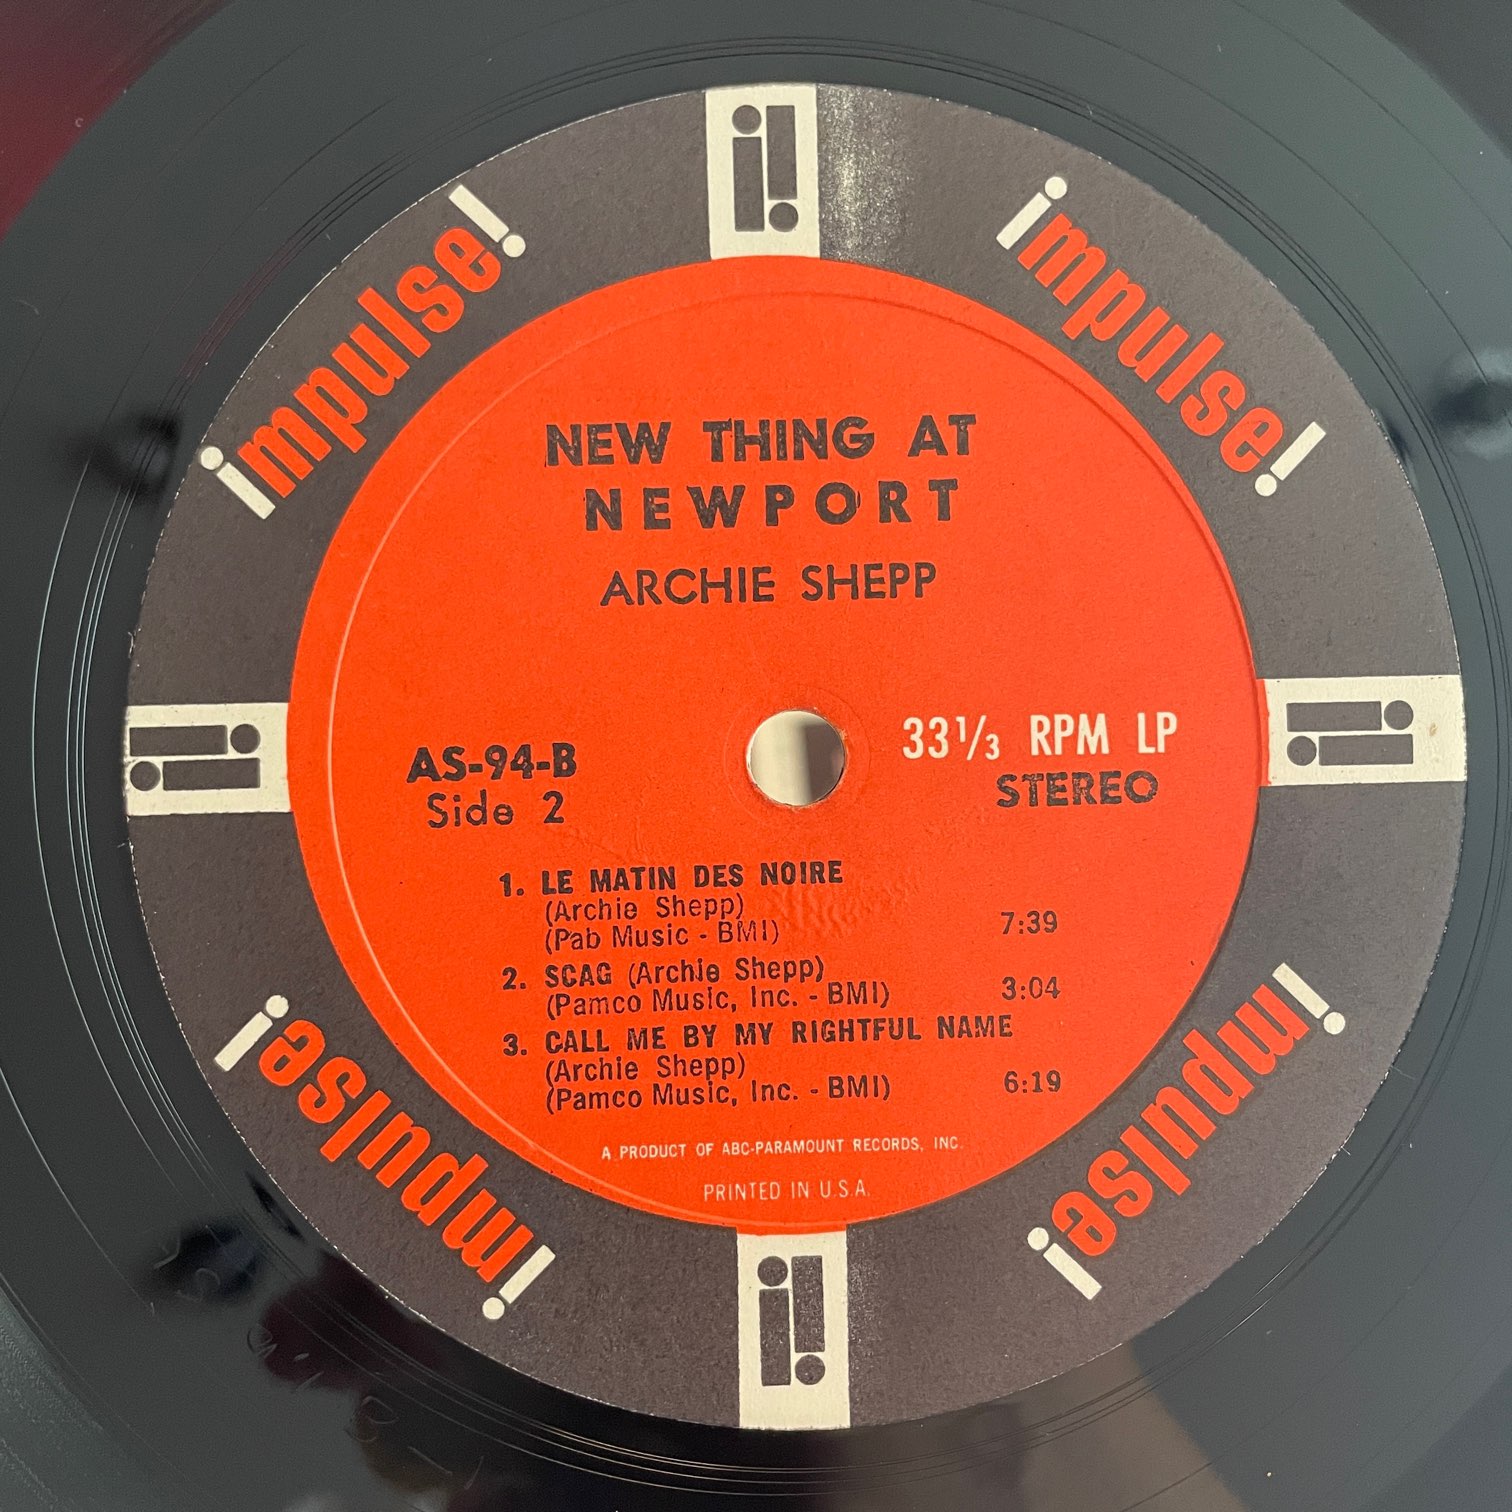 impulse!
impulse!
NEW THING AT
NEWPORT
ARCHIE SHEPP
AS-94-B
Side 2
33⅓ RPM LP
STEREO
1. LE MATIN DES NOIRE
(Archie Shepp)
(Pab Music - BMI) 7:39
2. SCAG (Archie Shepp)
(Pamco Music, Inc. - BMI) 3:04
3. CALL ME BY MY RIGHTFUL NAME
(Archie Shepp)
(Pamco Music, Inc. - BMI) 6:19
A PRODUCT OF ABC-PARAMOUNT RECORDS, INC.
PRINTED IN U.S.A.
impulse!
impulse!